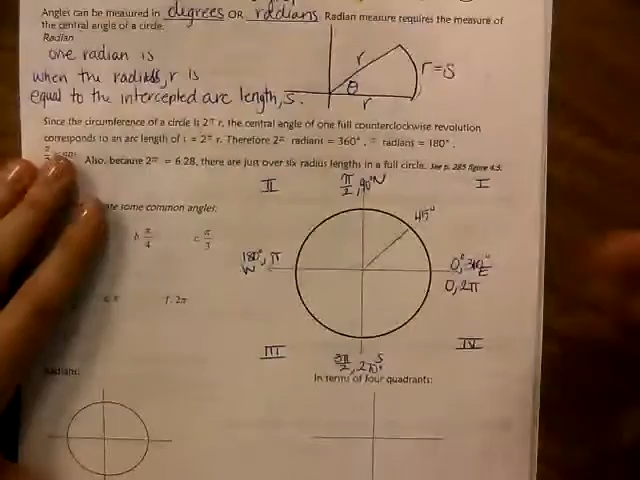 Angles can be measured in degrees OR radians. Radian measure requires the measure of
the central angle of a circle.
Radian
one radian is
when the radius, r is
equal to the intercepted arc length, s.
r
r = s
θ
r
Since the circumference of a circle is 2π r, the central angle of one full counterclockwise revolution
corresponds to an arc length of s = 2π r. Therefore 2π radians = 360°, π radians = 180°.
Also, because 2π = 6.28, there are just over six radius lengths in a full circle. See p. 285 figure 4.5.
II
π/2, 90° N
I
some common angles:
45°
b. π/4
c. π/3
180°, π
W
0°, 360°
E
0, 2π
f. 2π
III
3π/2, 270° S
IV
In terms of four quadrants: